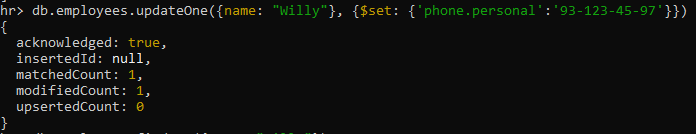 hr> db.employees.updateOne({name: "Willy"}, {$set: {'phone.personal':'93-123-45-97'}})
{
  acknowledged: true,
  insertedId: null,
  matchedCount: 1,
  modifiedCount: 1,
  upsertedCount: 0
}